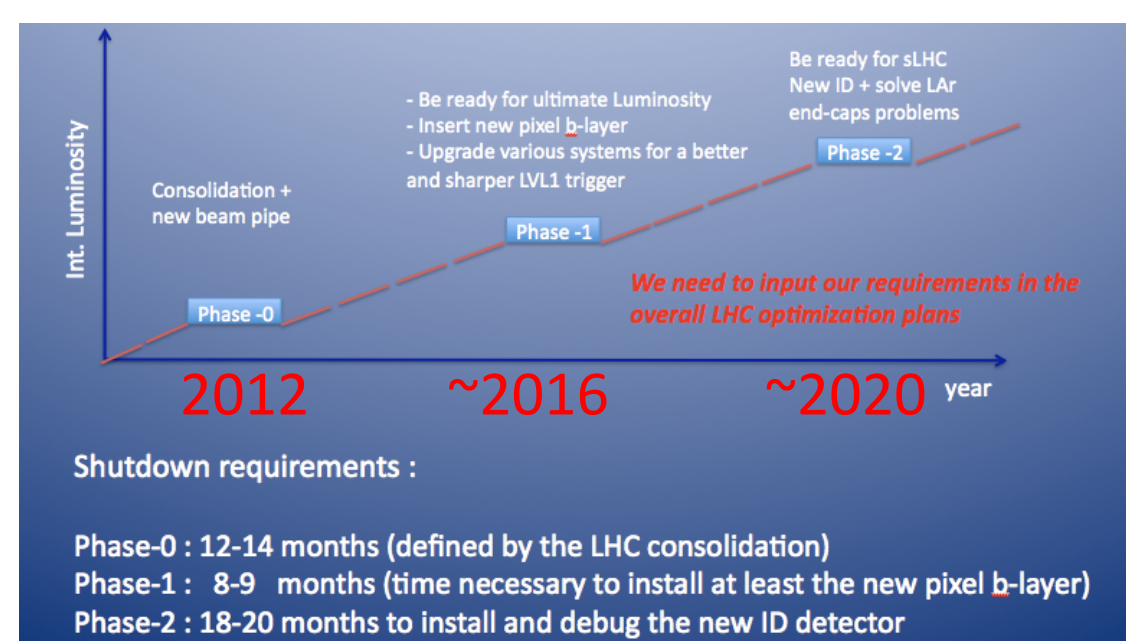 Be ready for sLHC
New ID + solve LAr
end-caps problems
- Be ready for ultimate Luminosity
- Insert new pixel b-layer
- Upgrade various systems for a better
and sharper LVL1 trigger
Consolidation +
new beam pipe
Int. Luminosity
Phase -2
Phase -1
Phase -0
We need to input our requirements in the
overall LHC optimization plans
2012 ~2016 ~2020 year
Shutdown requirements :
Phase-0 : 12-14 months (defined by the LHC consolidation)
Phase-1 : 8-9 months (time necessary to install at least the new pixel b-layer)
Phase-2 : 18-20 months to install and debug the new ID detector